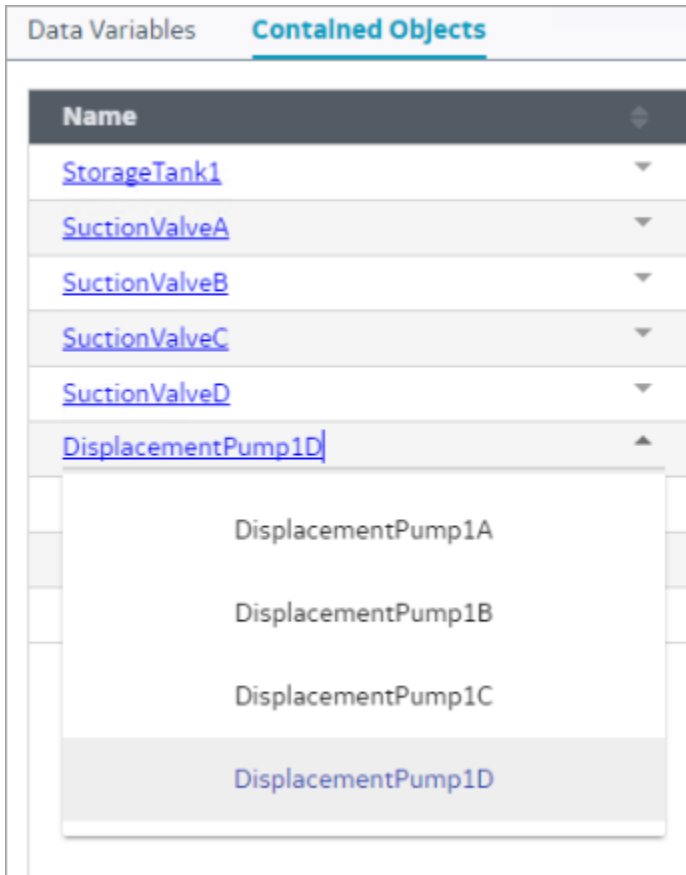 Data Variables Contained Objects
Name
StorageTank1
SuctionValveA
SuctionValveB
SuctionValveC
SuctionValveD
DisplacementPump1D
DisplacementPump1A
DisplacementPump1B
DisplacementPump1C
DisplacementPump1D